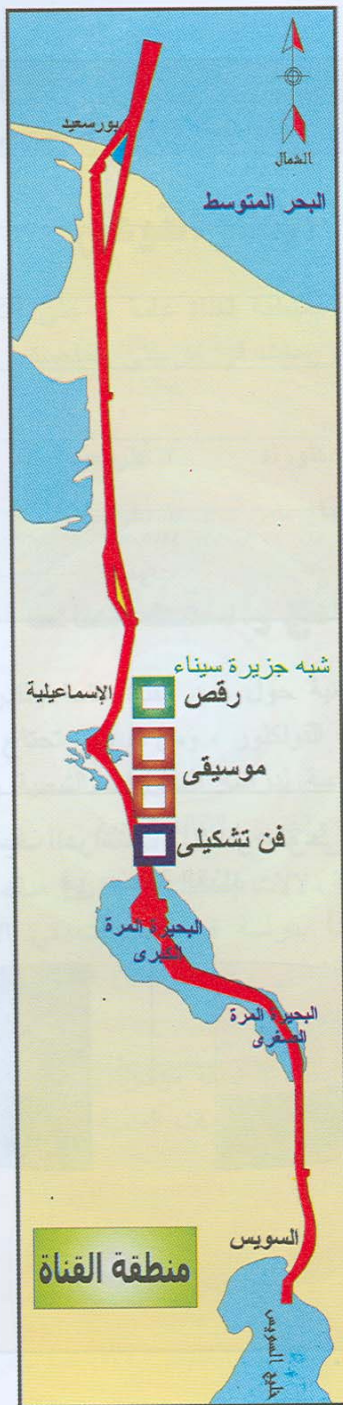 بورسعيد
الشمال
البحر المتوسط
شبه جزيرة سيناء
الإسماعيلية
رقص
موسيقى
فن تشكيلى
البحيرة المرة
الكبرى
البحيرة المرة
الصغرى
السويس
منطقة القناة
خليج السويس